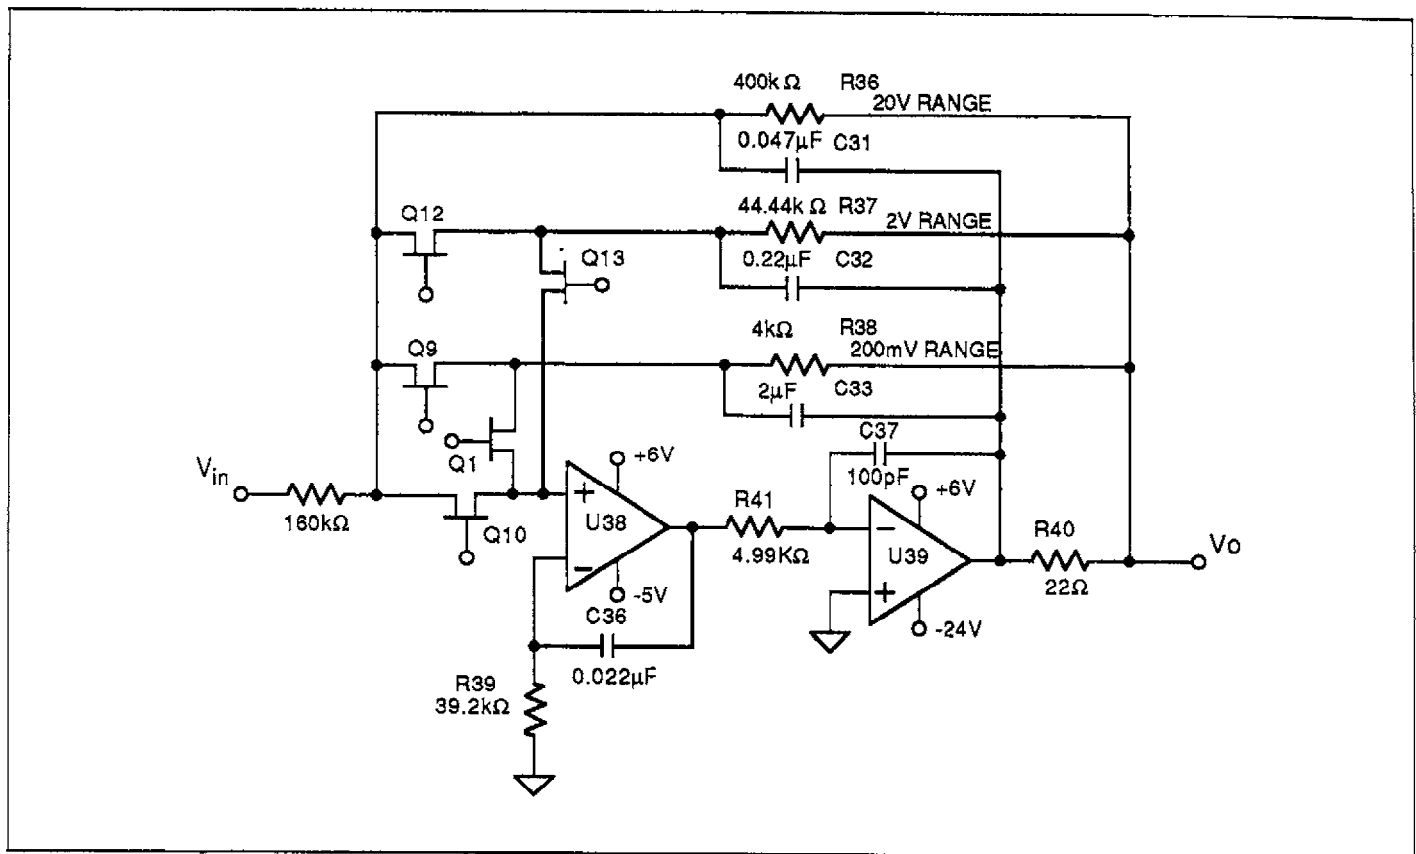 400kΩ R36
20V RANGE
0.047µF C31
Q12
44.44kΩ R37
2V RANGE
Q13
0.22µF C32
4kΩ R38
200mV RANGE
Q9
2µF C33
C37
100pF
Q1
+6V
Vin
160kΩ
Q10
+
U38
−
-5V
R41
4.99KΩ
+6V
−
U39
+
-24V
R40
22Ω
Vo
C36
0.022µF
R39
39.2kΩ